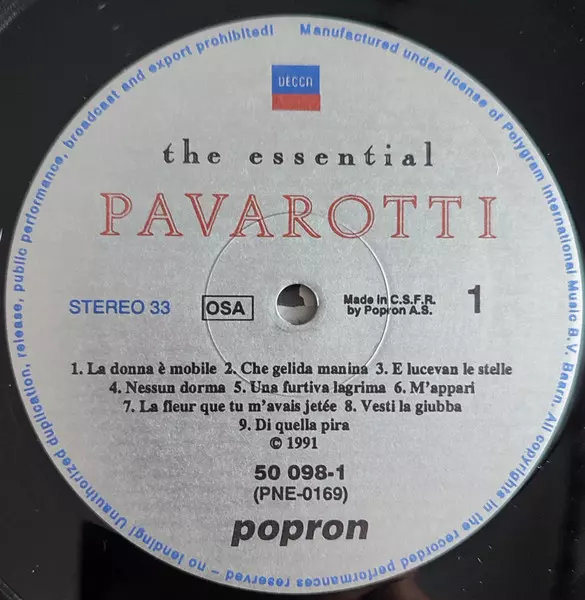 Manufactured under license of Polygram International Music B.V. Baarn. All copyrights in the recorded performances reserved – no lending! Unauthorized duplication, release, public performance, broadcast and export prohibited!
DECCA
the essential
PAVAROTTI
STEREO 33
OSA
Made in C.S.F.R.
by Popron A.S.
1
1. La donna è mobile 2. Che gelida manina 3. E lucevan le stelle
4. Nessun dorma 5. Una furtiva lagrima 6. M'appari
7. La fleur que tu m'avais jetée 8. Vesti la giubba
9. Di quella pira
© 1991
50 098-1
(PNE-0169)
popron